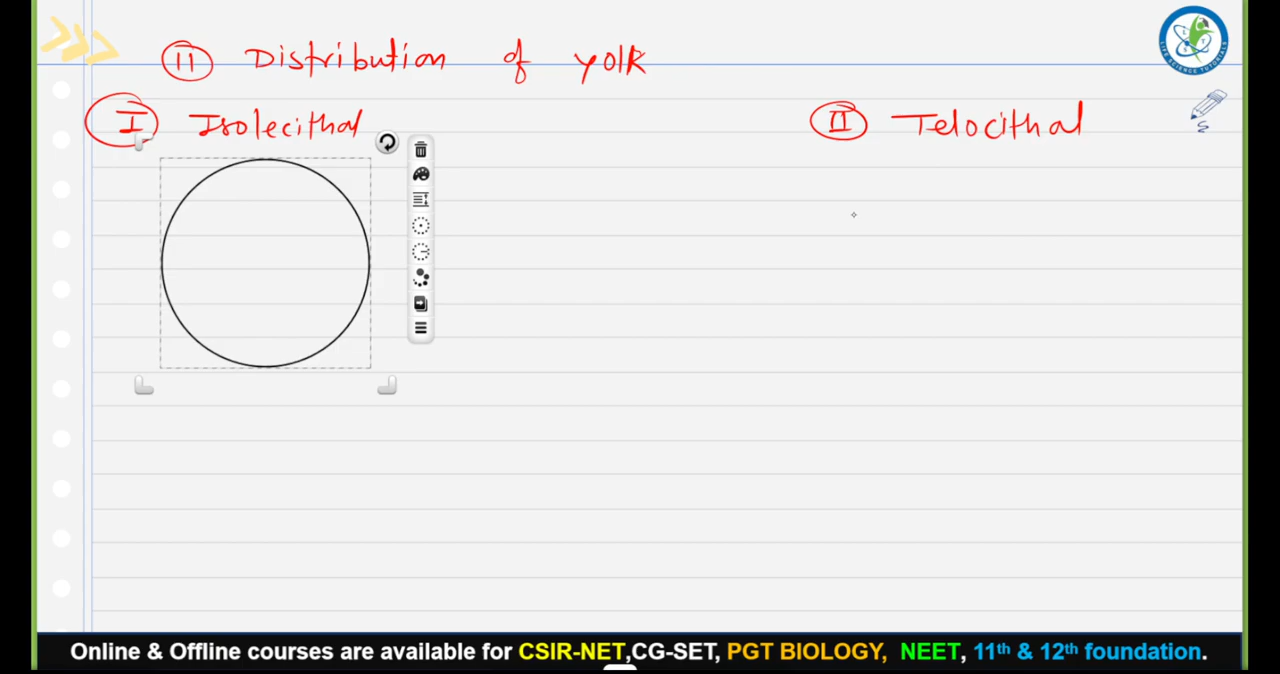 II Distribution of yolk
I Isolecithal
II Telocithal
Online & Offline courses are available for CSIR-NET,CG-SET, PGT BIOLOGY, NEET, 11th & 12th foundation.